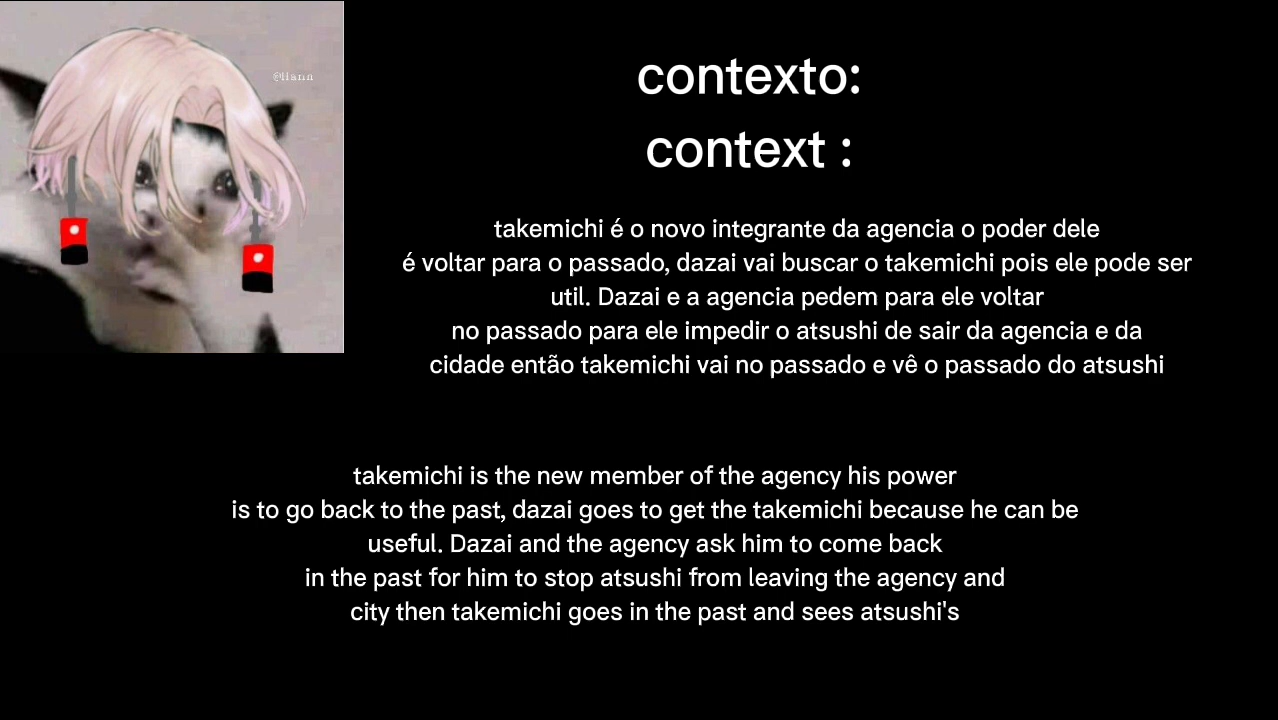 @Hann
contexto:
context :
takemichi é o novo integrante da agencia o poder dele
é voltar para o passado, dazai vai buscar o takemichi pois ele pode ser
util. Dazai e a agencia pedem para ele voltar
no passado para ele impedir o atsushi de sair da agencia e da
cidade então takemichi vai no passado e vê o passado do atsushi
takemichi is the new member of the agency his power
is to go back to the past, dazai goes to get the takemichi because he can be
useful. Dazai and the agency ask him to come back
in the past for him to stop atsushi from leaving the agency and
city then takemichi goes in the past and sees atsushi's